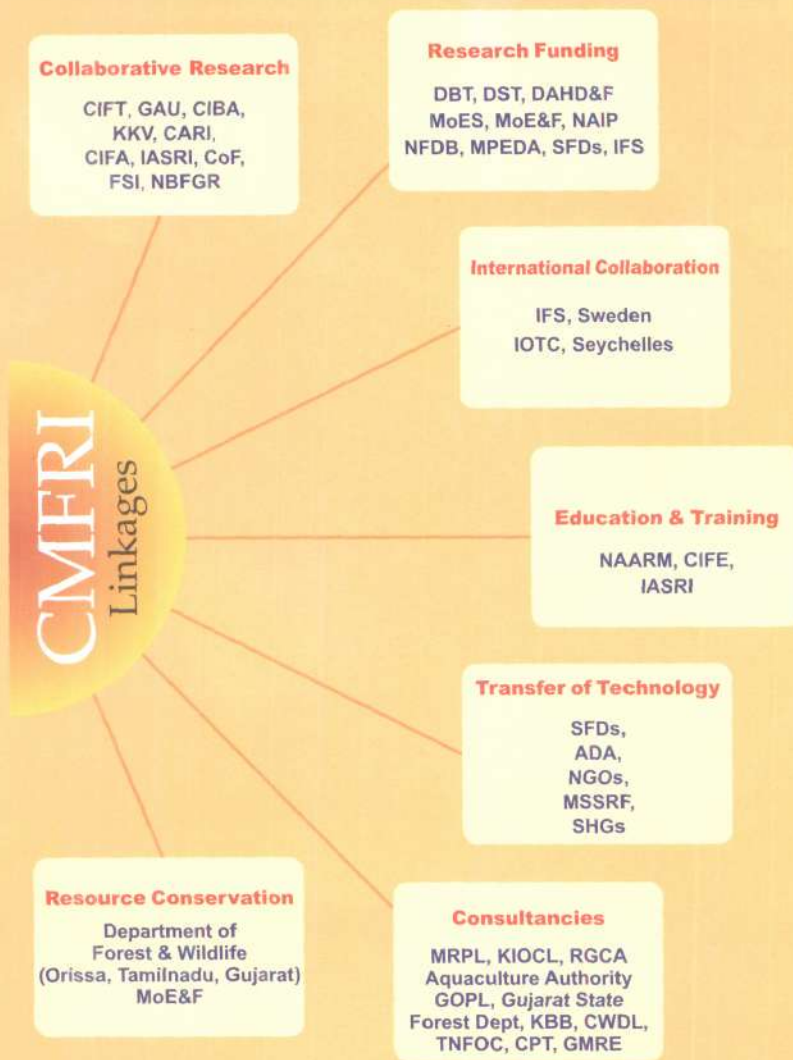 Collaborative Research
CIFT, GAU, CIBA,
KKV, CARI,
CIFA, IASRI, CoF,
FSI, NBFGR
Research Funding
DBT, DST, DAHD&F
MoES, MoE&F, NAIP
NFDB, MPEDA, SFDs, IFS
International Collaboration
IFS, Sweden
IOTC, Seychelles
CMFRI
Linkages
Education & Training
NAARM, CIFE,
IASRI
Transfer of Technology
SFDs,
ADA,
NGOs,
MSSRF,
SHGs
Resource Conservation
Department of
Forest & Wildlife
(Orissa, Tamilnadu, Gujarat)
MoE&F
Consultancies
MRPL, KIOCL, RGCA
Aquaculture Authority
GOPL, Gujarat State
Forest Dept, KBB, CWDL,
TNFOC, CPT, GMRE